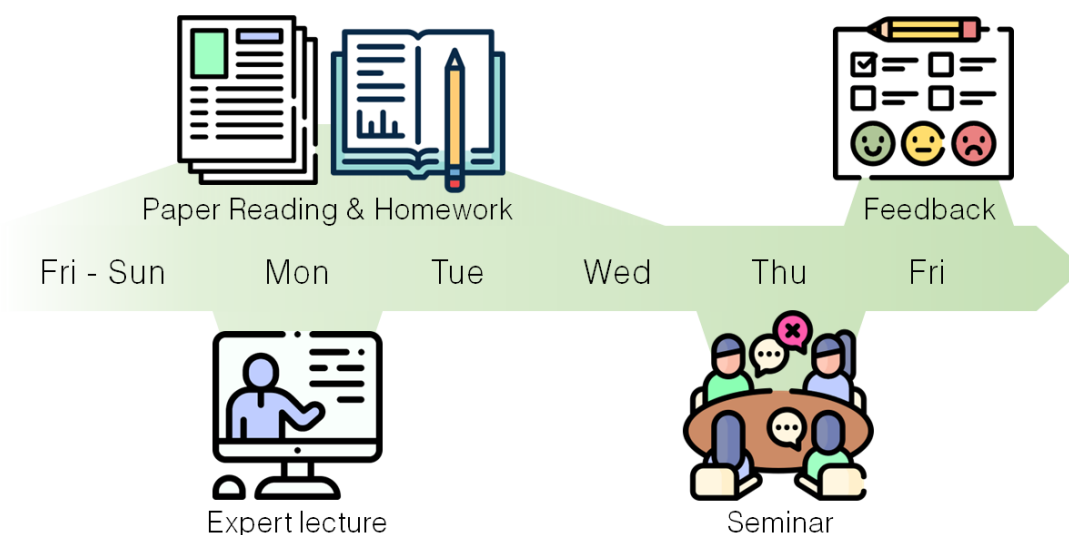 Paper Reading & Homework
Feedback
Fri - Sun Mon Tue Wed Thu Fri
Expert lecture
Seminar